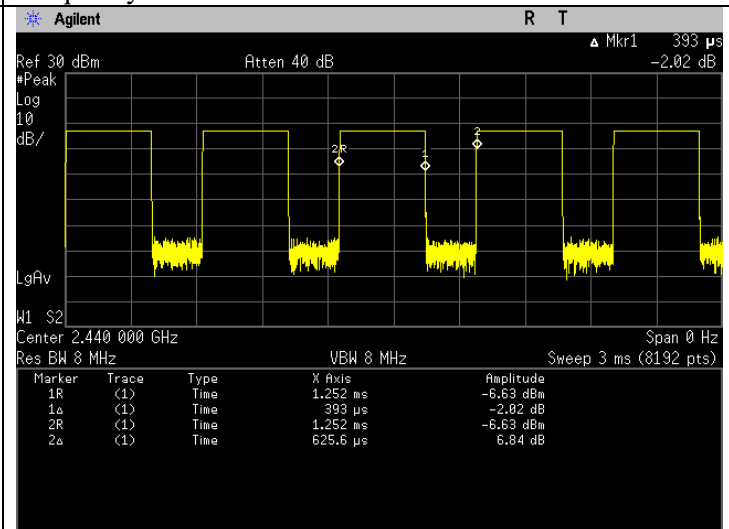 Agilent R T
Δ Mkr1 393 µs
Ref 30 dBm Atten 40 dB -2.02 dB
#Peak
Log
10
dB/
2R
1
2
LgAv
W1 S2
Center 2.440 000 GHz Span 0 Hz
Res BW 8 MHz VBW 8 MHz Sweep 3 ms (8192 pts)
Marker Trace Type X Axis Amplitude
1R (1) Time 1.252 ms -6.63 dBm
1Δ (1) Time 393 µs -2.02 dB
2R (1) Time 1.252 ms -6.63 dBm
2Δ (1) Time 625.6 µs 6.84 dB